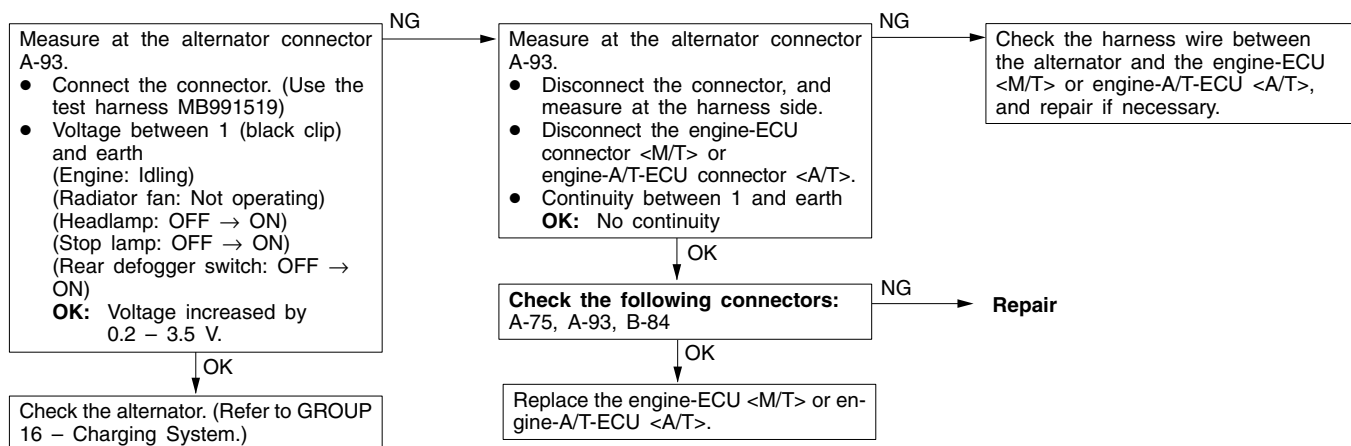 Measure at the alternator connector
A-93.
● Connect the connector. (Use the
test harness MB991519)
● Voltage between 1 (black clip)
and earth
(Engine: Idling)
(Radiator fan: Not operating)
(Headlamp: OFF → ON)
(Stop lamp: OFF → ON)
(Rear defogger switch: OFF →
ON)
OK: Voltage increased by
0.2 – 3.5 V.
OK
Check the alternator. (Refer to GROUP
16 – Charging System.)
NG
Measure at the alternator connector
A-93.
● Disconnect the connector, and
measure at the harness side.
● Disconnect the engine-ECU
connector <M/T> or
engine-A/T-ECU connector <A/T>.
● Continuity between 1 and earth
OK: No continuity
OK
Check the following connectors:
A-75, A-93, B-84
OK
Replace the engine-ECU <M/T> or en-
gine-A/T-ECU <A/T>.
NG
Repair
NG
Check the harness wire between
the alternator and the engine-ECU
<M/T> or engine-A/T-ECU <A/T>,
and repair if necessary.